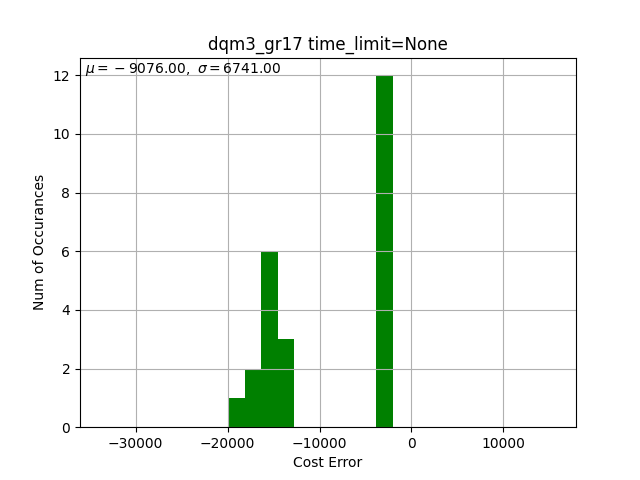 dqm3_gr17 time_limit=None
μ = −9076.00, σ = 6741.00
12
10
8
6
4
2
0
Num of Occurances
−30000 −20000 −10000 0 10000
Cost Error